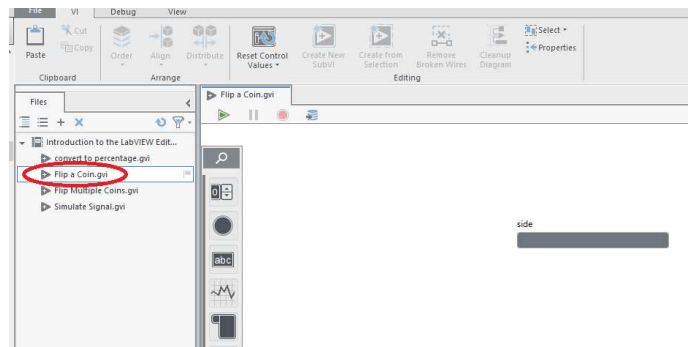 File VI Debug View
Cut
Copy
Paste
Order
Align
Distribute
Reset Control
Values
Create New
SubVI
Create from
Selection
Remove
Broken Wires
Cleanup
Diagram
Select
Properties
Clipboard
Arrange
Editing
Files
Introduction to the LabVIEW Edit...
convert to percentage.gvi
Flip a Coin.gvi
Flip Multiple Coins.gvi
Simulate Signal.gvi
Flip a Coin.gvi
0
abc
side